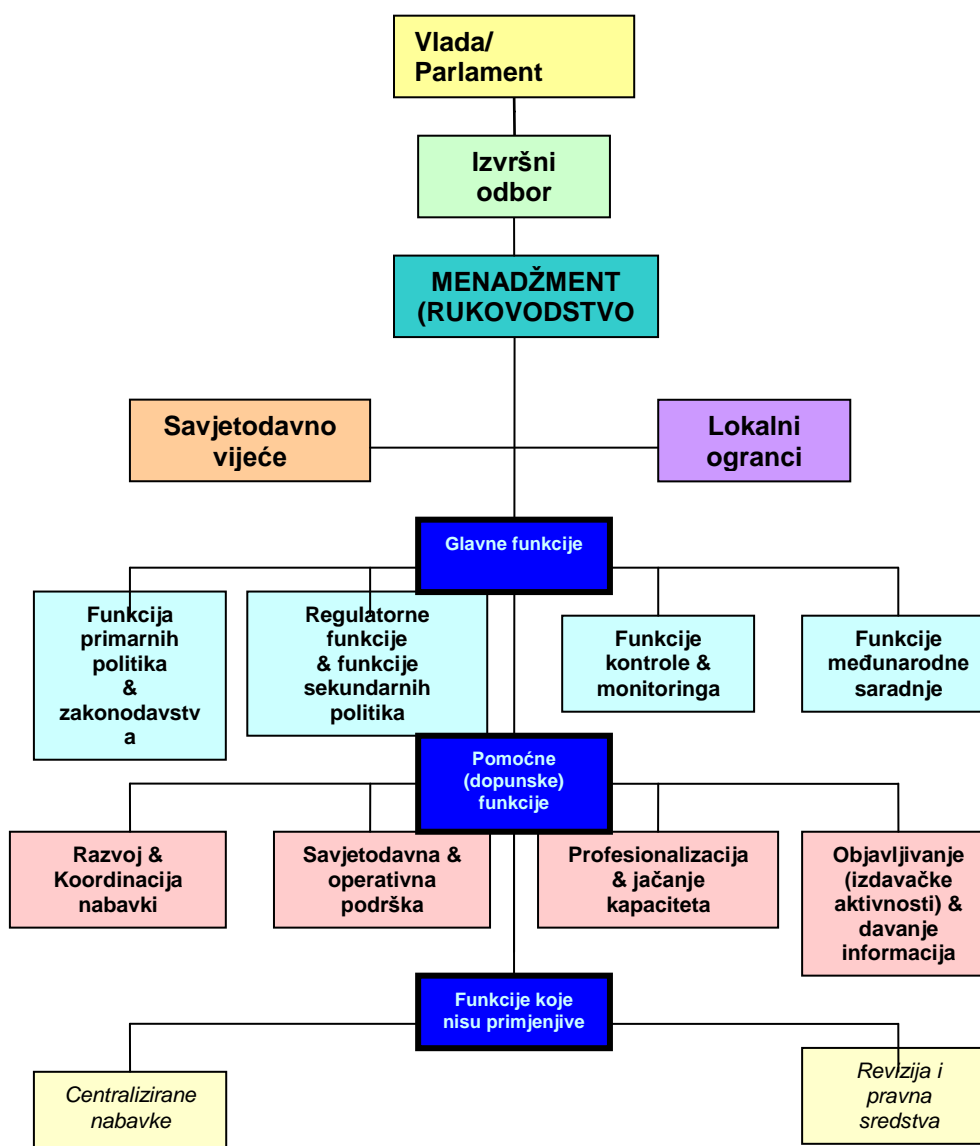 Vlada/
Parlament
Izvršni
odbor
MENADŽMENT
(RUKOVODSTVO
Savjetodavno
vijeće
Lokalni
ogranci
Glavne funkcije
Funkcija
primarnih
politika
&
zakonodavstv
a
Regulatorne
funkcije
& funkcije
sekundarnih
politika
Funkcije
kontrole &
monitoringa
Funkcije
međunarodne
saradnje
Pomoćne
(dopunske)
funkcije
Razvoj &
Koordinacija
nabavki
Savjetodavna &
operativna
podrška
Profesionalizacija
& jačanje
kapaciteta
Objavljivanje
(izdavačke
aktivnosti) &
davanje
informacija
Funkcije koje
nisu primjenjive
Centralizirane
nabavke
Revizija i
pravna
sredstva